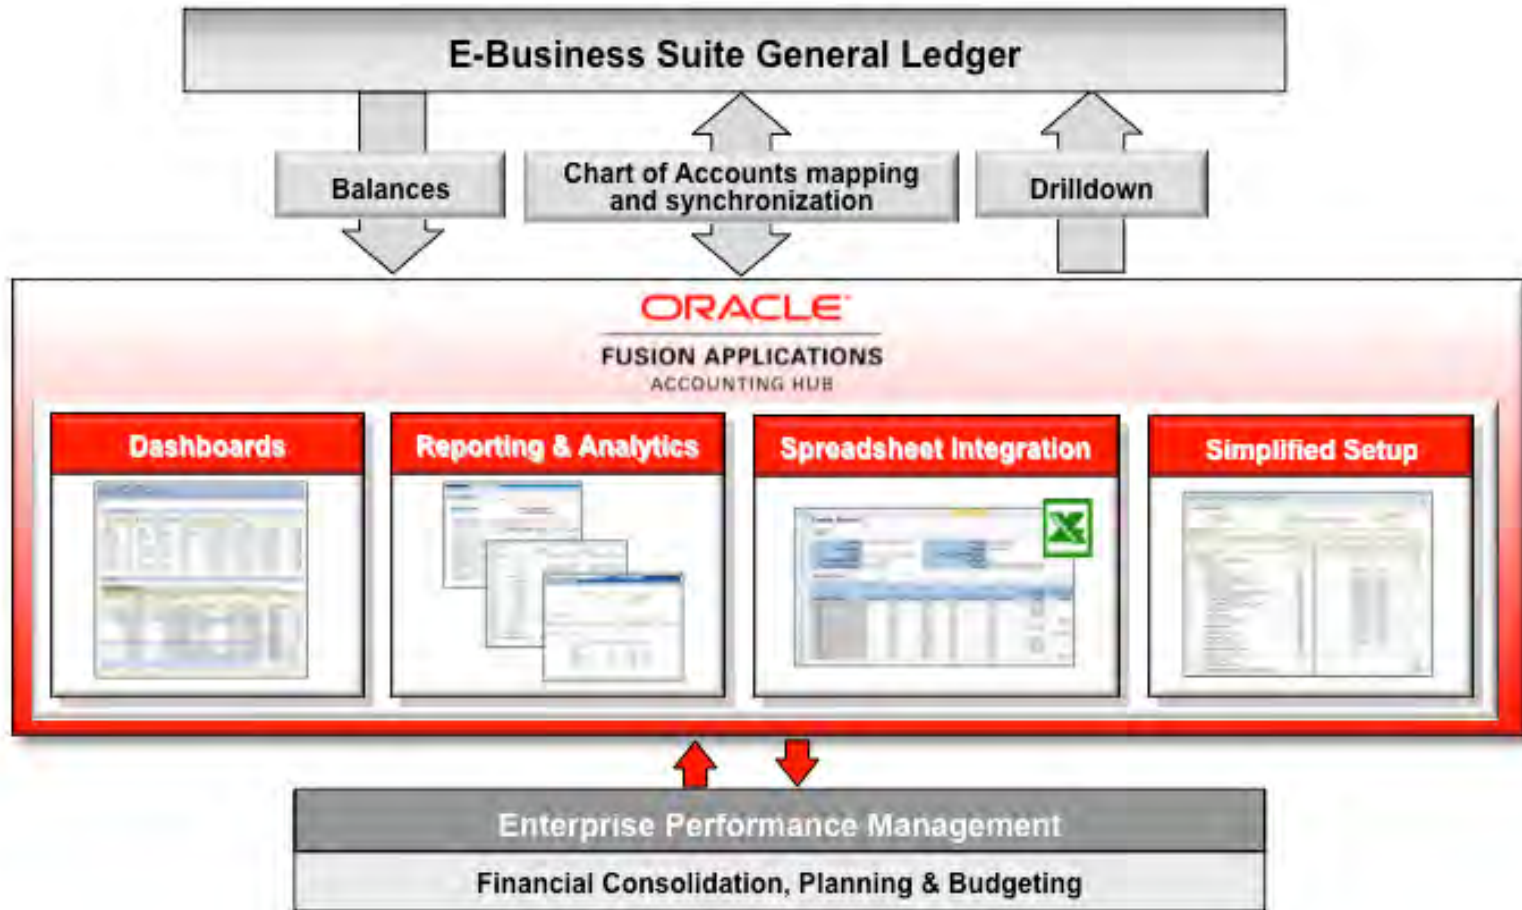 E-Business Suite General Ledger
Balances
Chart of Accounts mapping
and synchronization
Drilldown
ORACLE
FUSION APPLICATIONS
ACCOUNTING HUB
Dashboards
Reporting & Analytics
Spreadsheet Integration
Simplified Setup
Enterprise Performance Management
Financial Consolidation, Planning & Budgeting